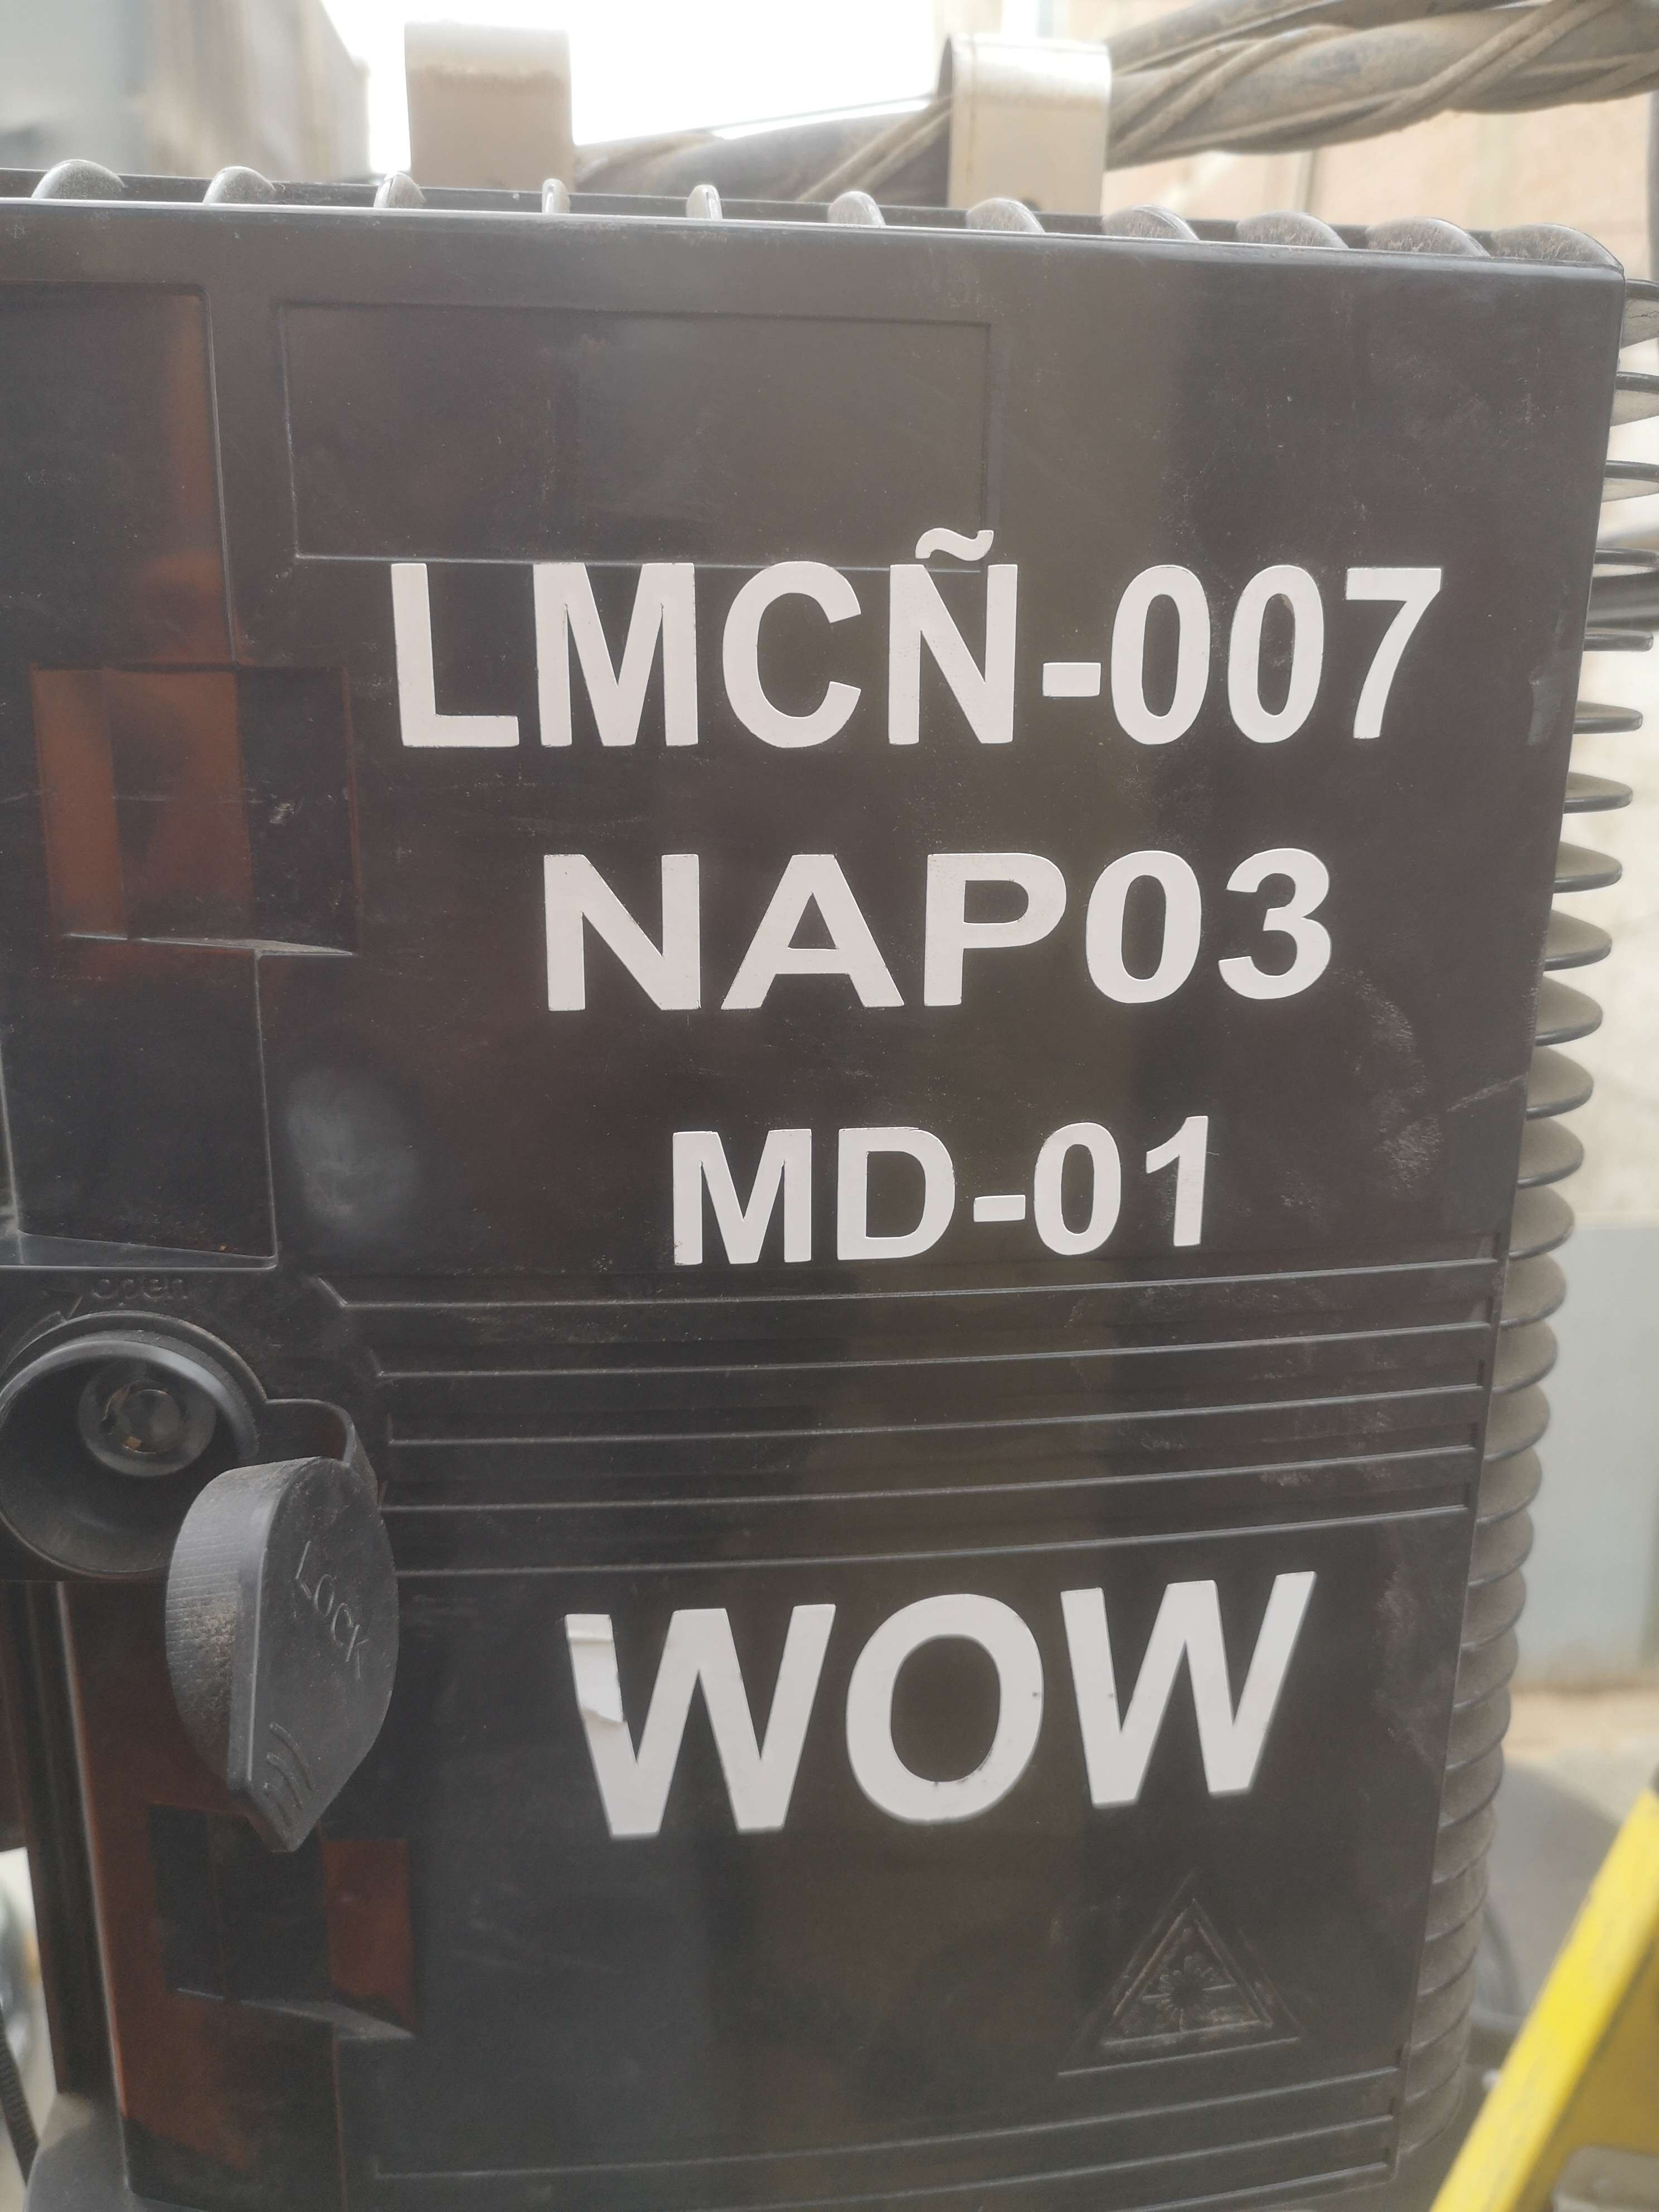 LMCÑ-007
NAP03
MD-01
open
LOCK
WOW